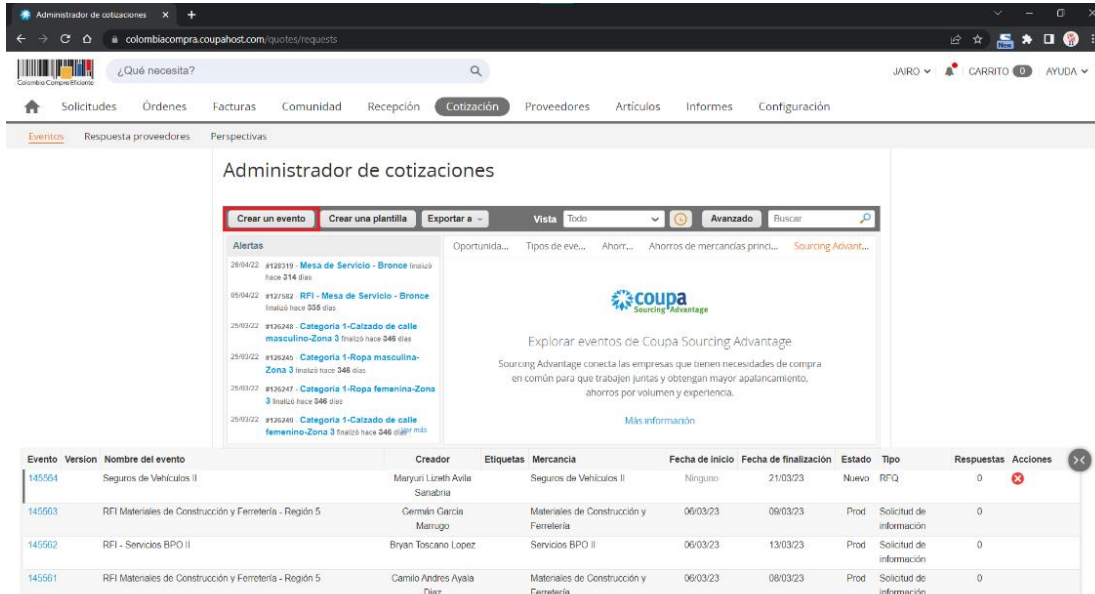 Administrador de cotizaciones
colombiacompra.coupahost.com/quotes/requests
New
Colombia Compra Eficiente
¿Qué necesita?
JAIRO
CARRITO 0
AYUDA
Solicitudes Órdenes Facturas Comunidad Recepción Cotización Proveedores Artículos Informes Configuración
Eventos Respuesta proveedores Perspectivas
Administrador de cotizaciones
Crear un evento Crear una plantilla Exportar a Vista Todo Avanzado Buscar
Alertas
Oportunida... Tipos de eve... Ahorr... Ahorros de mercancías princi... Sourcing Advant...
#128319 - Mesa de Servicio - Bronce finalizó
hace 314 días
05/04/22 #127582 - RFI - Mesa de Servicio - Bronce
finalizó hace 335 días
25/03/22 #126248 - Categoría 1-Calzado de calle
masculino-Zona 3 finalizó hace 346 días
25/03/22 #126245 - Categoría 1-Ropa masculina-
Zona 3 finalizó hace 346 días
25/03/22 #126247 - Categoría 1-Ropa femenina-Zona
3 finalizó hace 346 días
25/03/22 #126249 - Categoría 1-Calzado de calle
femenino-Zona 3 finalizó hace 346 Ver más
coupa
Sourcing Advantage
Explorar eventos de Coupa Sourcing Advantage
Sourcing Advantage conecta las empresas que tienen necesidades de compra
en común para que trabajen juntas y obtengan mayor apalancamiento,
ahorros por volumen y experiencia.
Más información
Evento Version Nombre del evento Creador Etiquetas Mercancía Fecha de inicio Fecha de finalización Estado Tipo Respuestas Acciones
145564 Seguros de Vehículos II Maryuri Lizeth Avila Seguros de Vehículos II Ninguno 21/03/23 Nuevo RFQ 0
Sanabria
145563 RFI Materiales de Construcción y Ferretería - Región 5 Germán Garcia Materiales de Construcción y 06/03/23 09/03/23 Prod Solicitud de 0
Marrugo Ferretería información
145562 RFI - Servicios BPO II Bryan Toscano Lopez Servicios BPO II 06/03/23 13/03/23 Prod Solicitud de 0
información
145561 RFI Materiales de Construcción y Ferretería - Región 5 Camilo Andres Ayala Materiales de Construcción y 06/03/23 08/03/23 Prod Solicitud de 0
Diaz Ferretería información